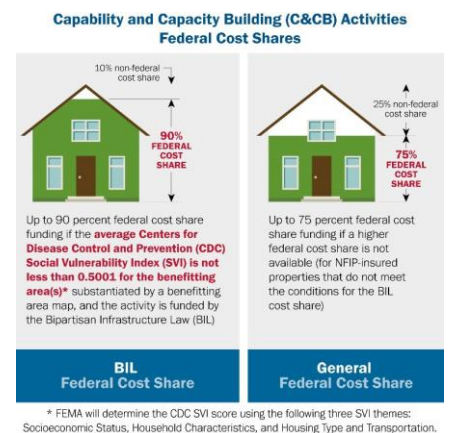 Capability and Capacity Building (C&CB) Activities
Federal Cost Shares
10% non-federal
cost share
90%
FEDERAL
COST
SHARE
Up to 90 percent federal cost share
funding if the average Centers for
Disease Control and Prevention (CDC)
Social Vulnerability Index (SVI) is not
less than 0.5001 for the benefitting
area(s)* substantiated by a benefitting
area map, and the activity is funded by
the Bipartisan Infrastructure Law (BIL)
BIL
Federal Cost Share
25% non-federal
cost share
75%
FEDERAL
COST
SHARE
Up to 75 percent federal cost
share funding if a higher
federal cost share is not
available (for NFIP-insured
properties that do not meet
the conditions for the BIL
cost share)
General
Federal Cost Share
* FEMA will determine the CDC SVI score using the following three SVI themes:
Socioeconomic Status, Household Characteristics, and Housing Type and Transportation.